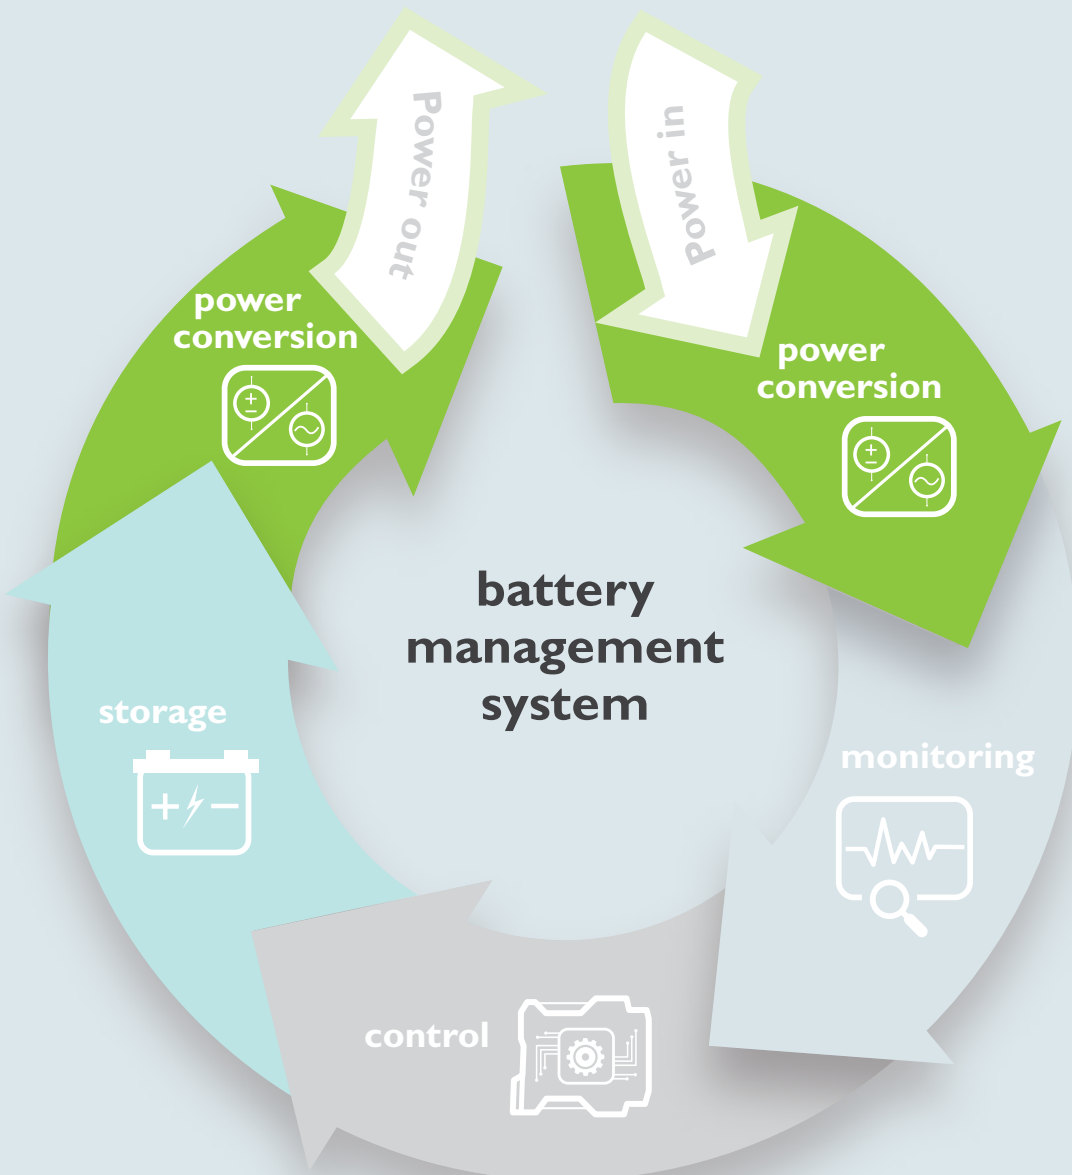 Power out
Power in
power
conversion
power
conversion
battery
management
system
storage
monitoring
control